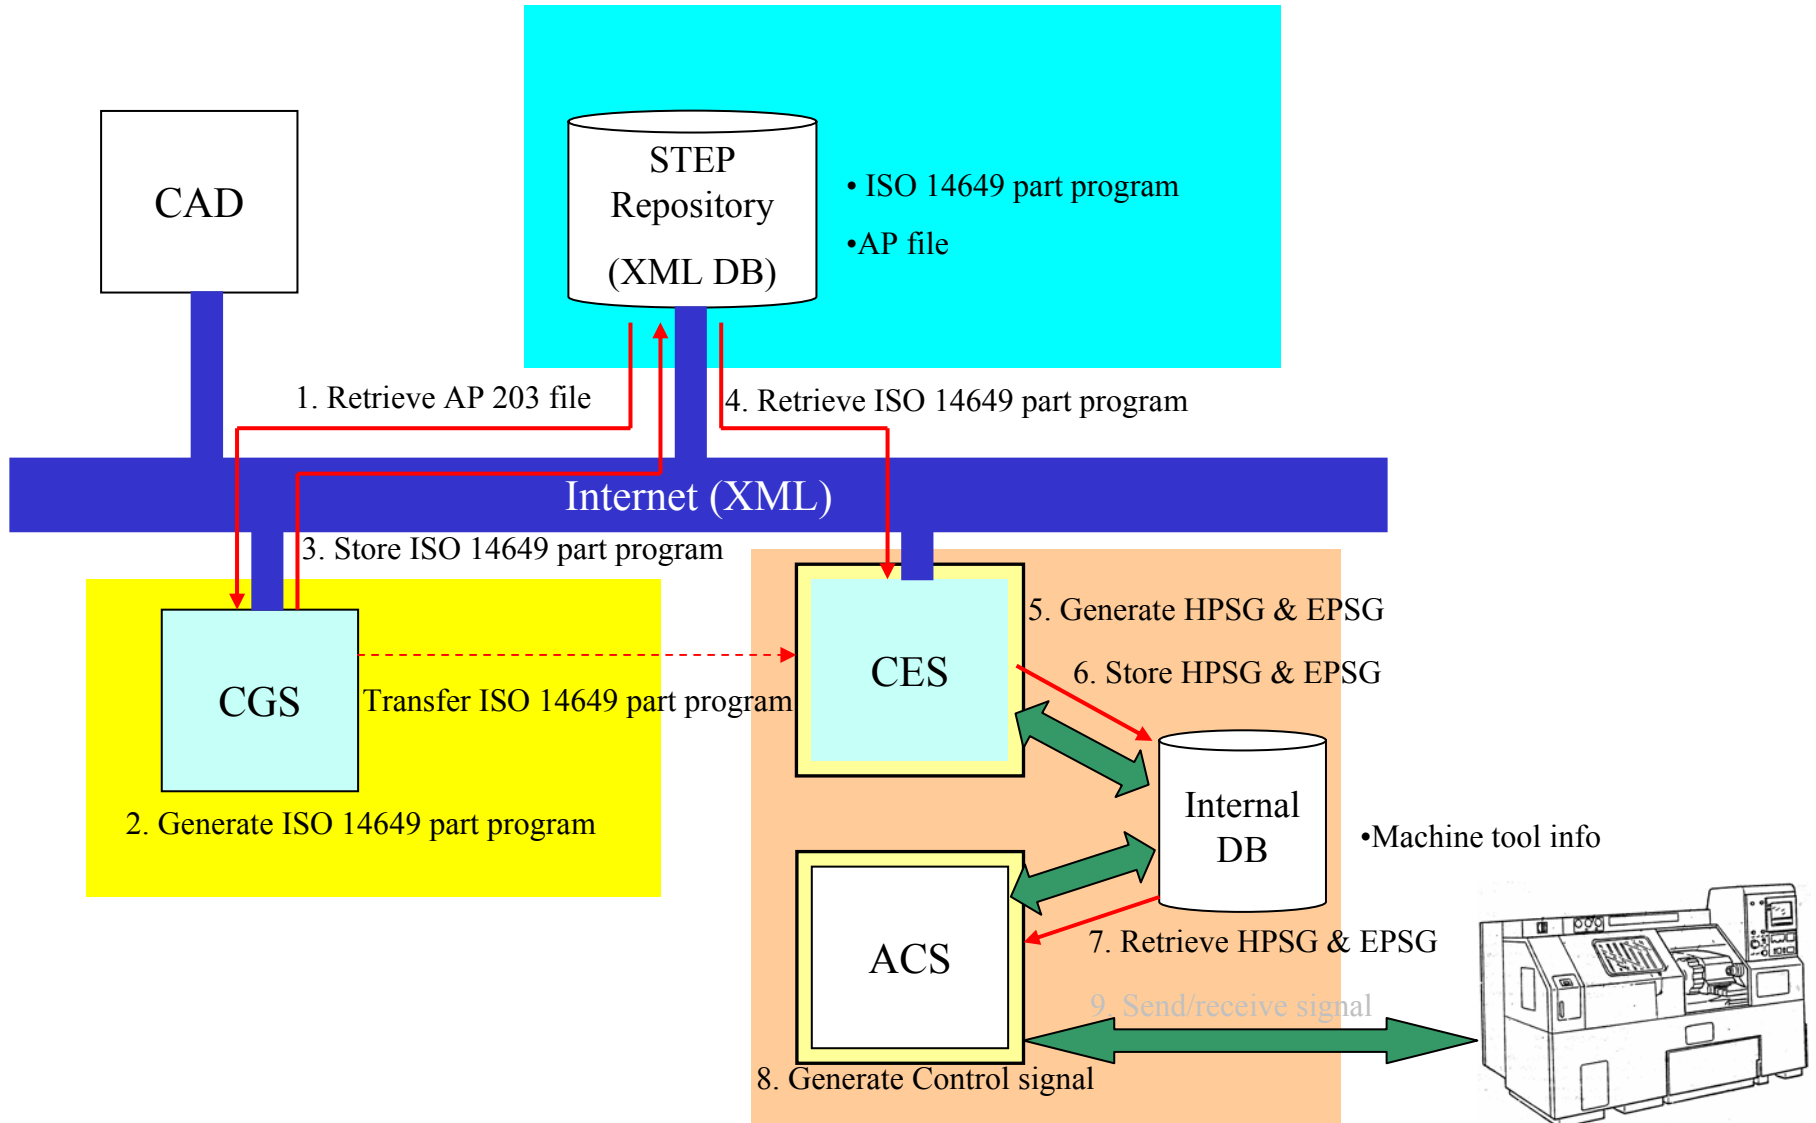 CAD
STEP
Repository
(XML DB)
• ISO 14649 part program
•AP file
1. Retrieve AP 203 file
4. Retrieve ISO 14649 part program
Internet (XML)
3. Store ISO 14649 part program
CGS
Transfer ISO 14649 part program
2. Generate ISO 14649 part program
CES
5. Generate HPSG & EPSG
6. Store HPSG & EPSG
Internal
DB
•Machine tool info
ACS
7. Retrieve HPSG & EPSG
9. Send/receive signal
8. Generate Control signal